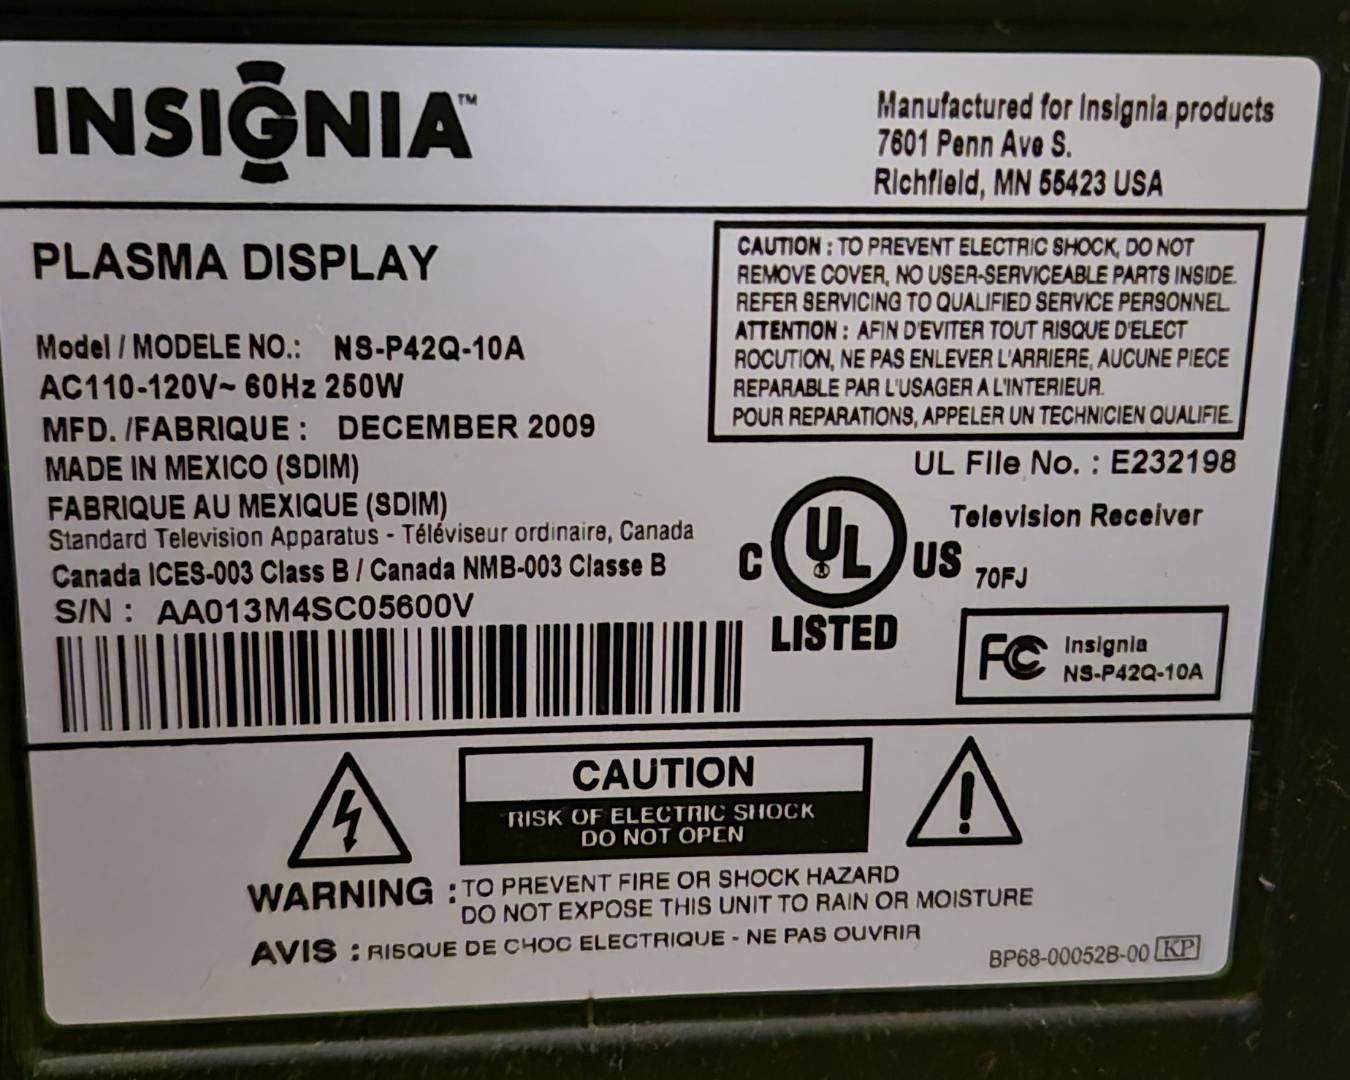 INSIGNIA™
Manufactured for Insignia products
7601 Penn Ave S.
Richfield, MN 55423 USA
PLASMA DISPLAY
Model / MODELE NO.: NS-P42Q-10A
AC110-120V~ 60Hz 250W
MFD. /FABRIQUE : DECEMBER 2009
MADE IN MEXICO (SDIM)
FABRIQUE AU MEXIQUE (SDIM)
Standard Television Apparatus - Téléviseur ordinaire, Canada
Canada ICES-003 Class B / Canada NMB-003 Classe B
S/N : AA013M4SC05600V
CAUTION : TO PREVENT ELECTRIC SHOCK, DO NOT
REMOVE COVER, NO USER-SERVICEABLE PARTS INSIDE.
REFER SERVICING TO QUALIFIED SERVICE PERSONNEL.
ATTENTION : AFIN D'EVITER TOUT RISQUE D'ELECT
ROCUTION, NE PAS ENLEVER L'ARRIERE, AUCUNE PIECE
REPARABLE PAR L'USAGER A L'INTERIEUR.
POUR REPARATIONS, APPELER UN TECHNICIEN QUALIFIE.
UL File No. : E232198
Television Receiver
C UL US
70FJ
LISTED
FC Insignia
NS-P42Q-10A
CAUTION
RISK OF ELECTRIC SHOCK
DO NOT OPEN
WARNING : TO PREVENT FIRE OR SHOCK HAZARD
DO NOT EXPOSE THIS UNIT TO RAIN OR MOISTURE
AVIS : RISQUE DE CHOC ELECTRIQUE - NE PAS OUVRIR
BP68-00052B-00 KP